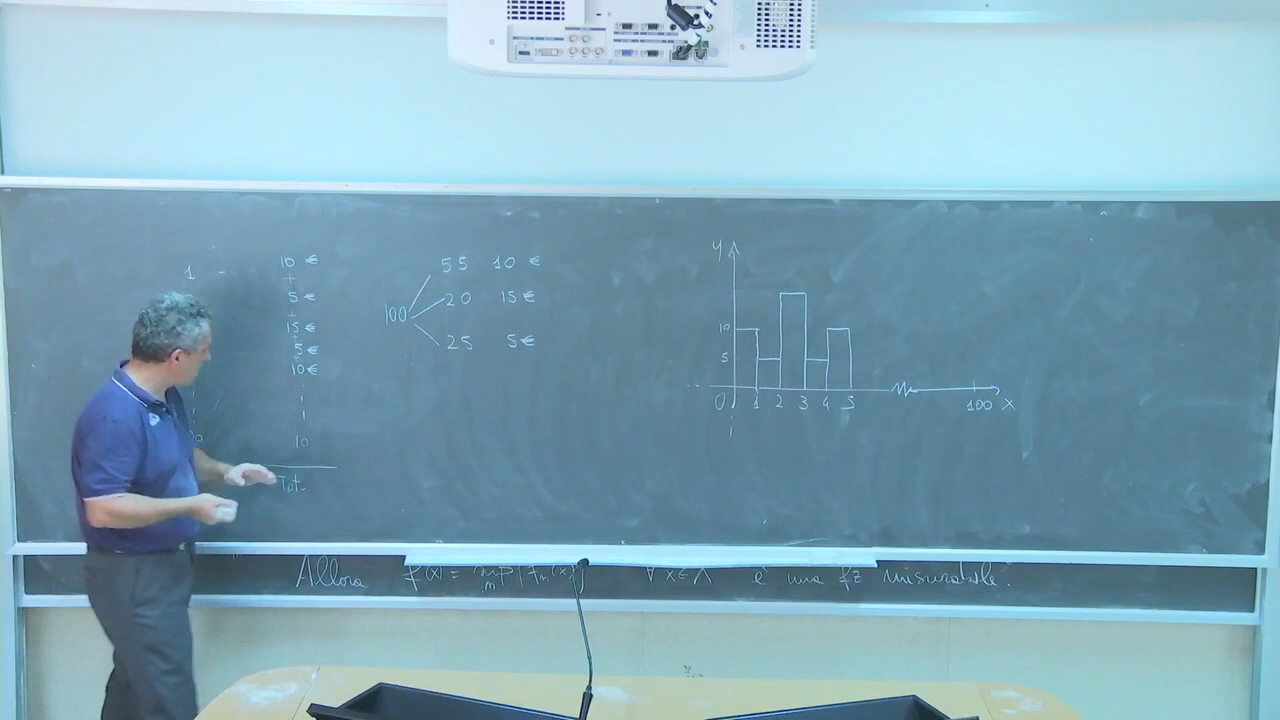 1 - 10 €
+
5 €
+
15 €
+
5 €
10 €
10
Tot.
100
55 10 €
20 15 €
25 5 €
y
10
5
0 1 2 3 4 5 100 x
Allora f(x) = {fn(x)} ∀ x ∈ è una fz misurabile.